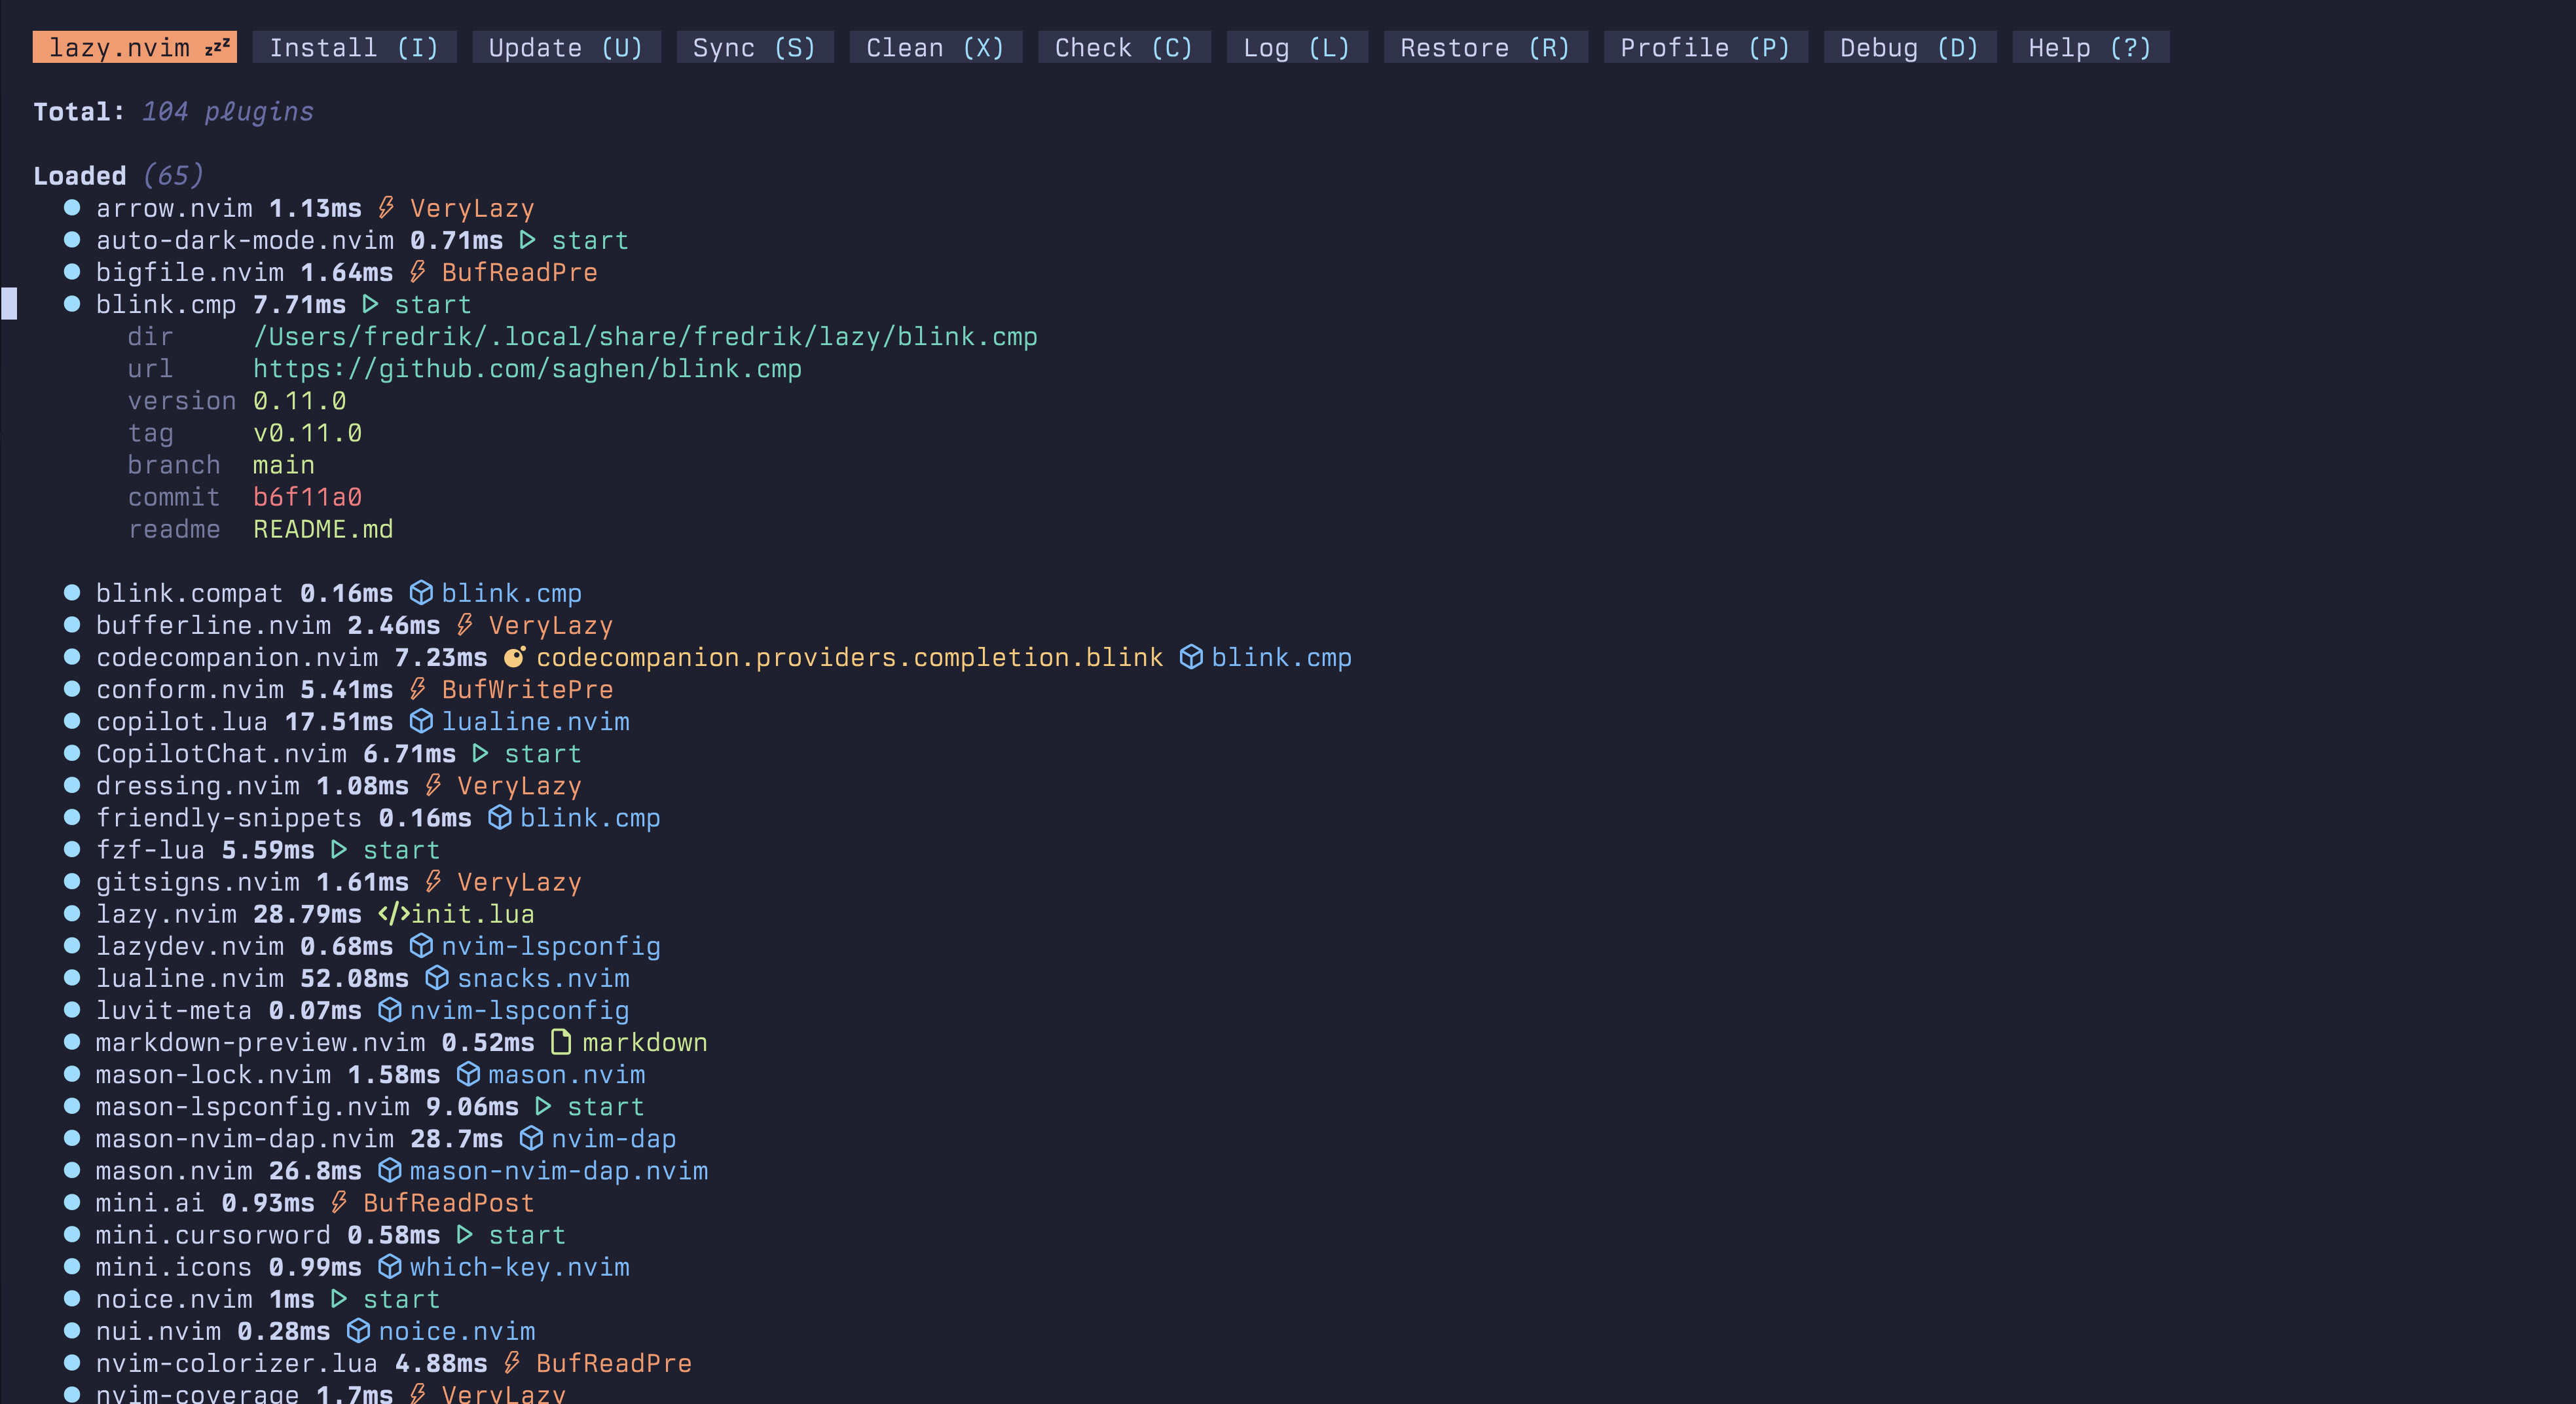 lazy.nvim zᶻᶻ Install (I) Update (U) Sync (S) Clean (X) Check (C) Log (L) Restore (R) Profile (P) Debug (D) Help (?)
Total: 104 plugins
Loaded (65)
● arrow.nvim 1.13ms VeryLazy
● auto-dark-mode.nvim 0.71ms start
● bigfile.nvim 1.64ms BufReadPre
● blink.cmp 7.71ms start
dir /Users/fredrik/.local/share/fredrik/lazy/blink.cmp
url https://github.com/saghen/blink.cmp
version 0.11.0
tag v0.11.0
branch main
commit b6f11a0
readme README.md
● blink.compat 0.16ms blink.cmp
● bufferline.nvim 2.46ms VeryLazy
● codecompanion.nvim 7.23ms codecompanion.providers.completion.blink blink.cmp
● conform.nvim 5.41ms BufWritePre
● copilot.lua 17.51ms lualine.nvim
● CopilotChat.nvim 6.71ms start
● dressing.nvim 1.08ms VeryLazy
● friendly-snippets 0.16ms blink.cmp
● fzf-lua 5.59ms start
● gitsigns.nvim 1.61ms VeryLazy
● lazy.nvim 28.79ms </>init.lua
● lazydev.nvim 0.68ms nvim-lspconfig
● lualine.nvim 52.08ms snacks.nvim
● luvit-meta 0.07ms nvim-lspconfig
● markdown-preview.nvim 0.52ms markdown
● mason-lock.nvim 1.58ms mason.nvim
● mason-lspconfig.nvim 9.06ms start
● mason-nvim-dap.nvim 28.7ms nvim-dap
● mason.nvim 26.8ms mason-nvim-dap.nvim
● mini.ai 0.93ms BufReadPost
● mini.cursorword 0.58ms start
● mini.icons 0.99ms which-key.nvim
● noice.nvim 1ms start
● nui.nvim 0.28ms noice.nvim
● nvim-colorizer.lua 4.88ms BufReadPre
● nvim-coverage 1.7ms VeryLazy